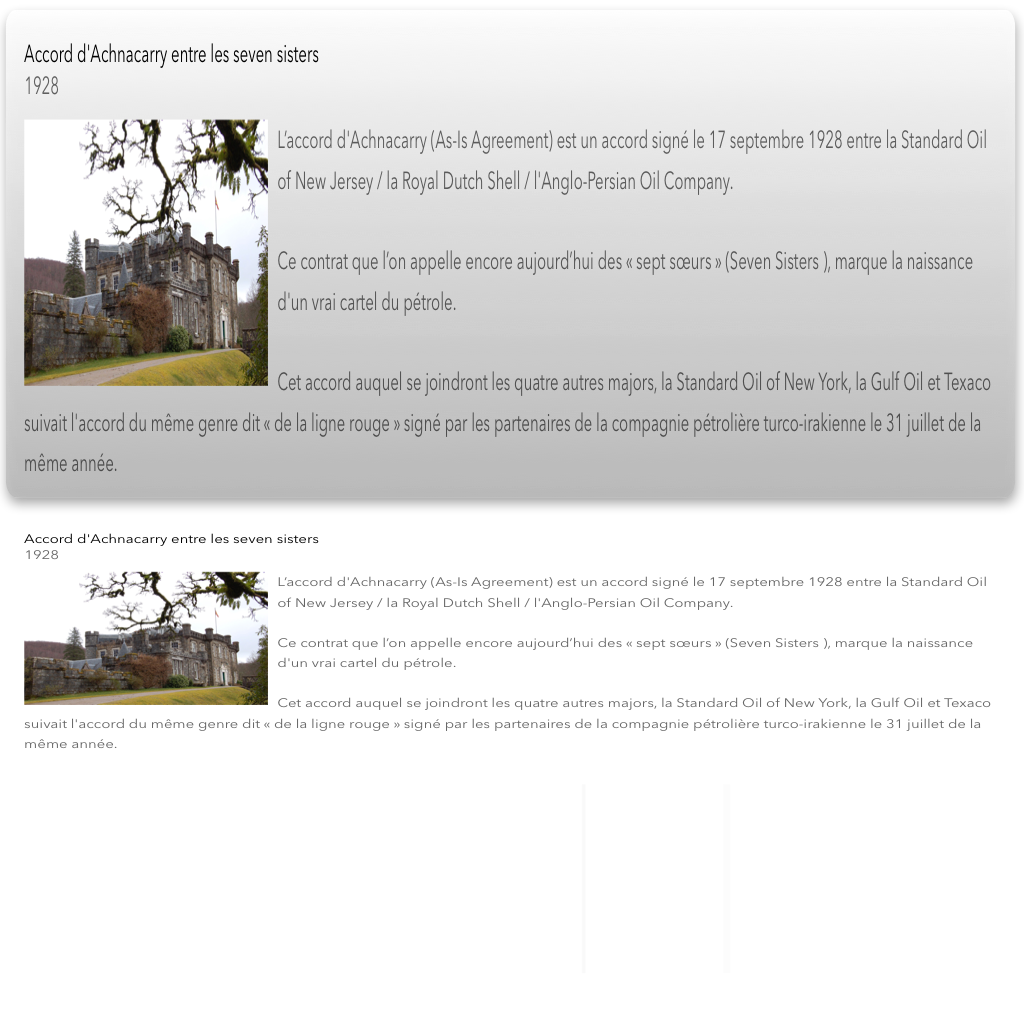 Accord d'Achnacarry entre les seven sisters
1928
L’accord d'Achnacarry (As-Is Agreement) est un accord signé le 17 septembre 1928 entre la Standard Oil
of New Jersey / la Royal Dutch Shell / l'Anglo-Persian Oil Company.
Ce contrat que l’on appelle encore aujourd’hui des « sept sœurs » (Seven Sisters ), marque la naissance
d'un vrai cartel du pétrole.
Cet accord auquel se joindront les quatre autres majors, la Standard Oil of New York, la Gulf Oil et Texaco
suivait l'accord du même genre dit « de la ligne rouge » signé par les partenaires de la compagnie pétrolière turco-irakienne le 31 juillet de la
même année.
Accord d'Achnacarry entre les seven sisters
1928
L’accord d'Achnacarry (As-Is Agreement) est un accord signé le 17 septembre 1928 entre la Standard Oil
of New Jersey / la Royal Dutch Shell / l'Anglo-Persian Oil Company.
Ce contrat que l’on appelle encore aujourd’hui des « sept sœurs » (Seven Sisters ), marque la naissance
d'un vrai cartel du pétrole.
Cet accord auquel se joindront les quatre autres majors, la Standard Oil of New York, la Gulf Oil et Texaco
suivait l'accord du même genre dit « de la ligne rouge » signé par les partenaires de la compagnie pétrolière turco-irakienne le 31 juillet de la
même année.